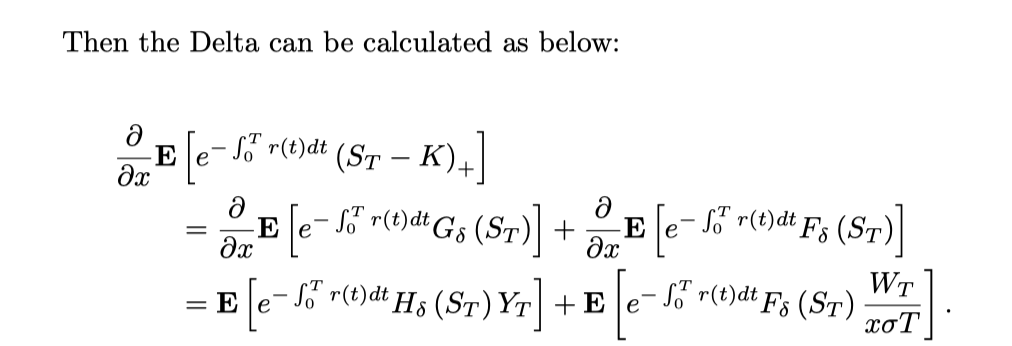 Then the Delta can be calculated as below:
∂/∂x E [e^{− ∫_0^T r(t)dt} (S_T − K)_+]
= ∂/∂x E [e^{− ∫_0^T r(t)dt} G_δ (S_T)] + ∂/∂x E [e^{− ∫_0^T r(t)dt} F_δ (S_T)]
= E [e^{− ∫_0^T r(t)dt} H_δ (S_T) Y_T] + E [e^{− ∫_0^T r(t)dt} F_δ (S_T) W_T/xσT] .